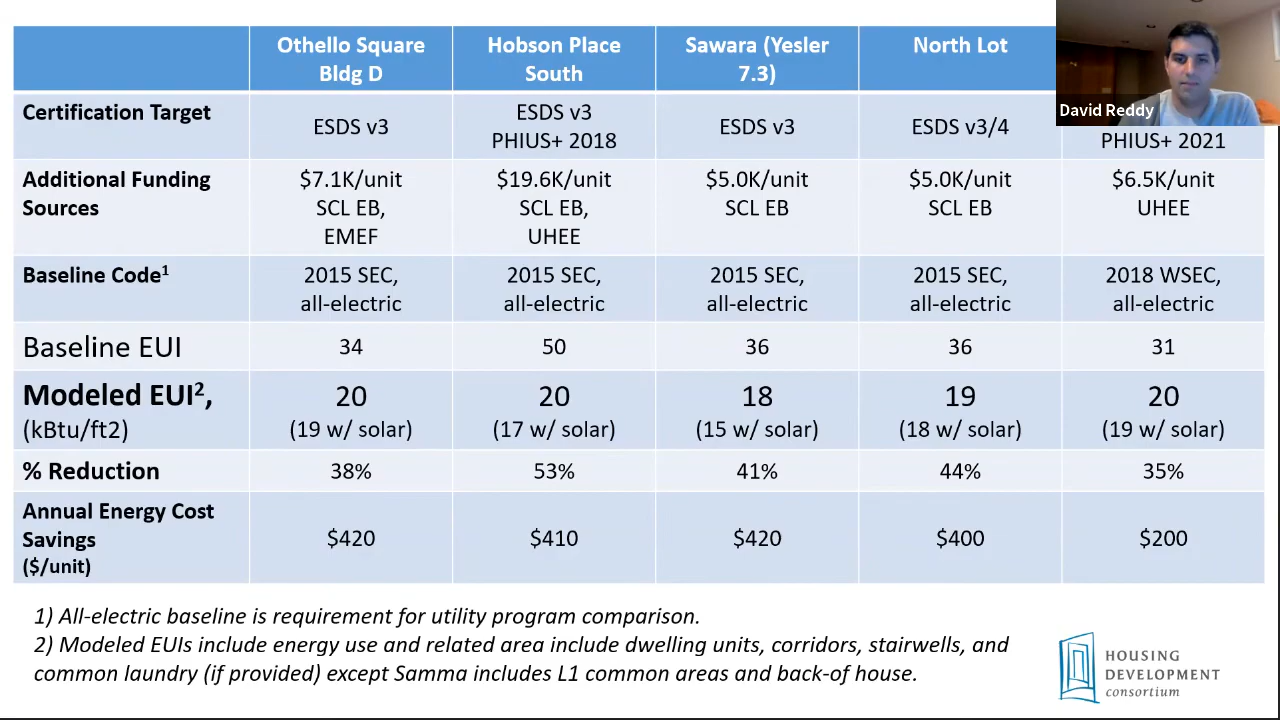 Othello Square Bldg D
Hobson Place South
Sawara (Yesler 7.3)
North Lot
David Reddy
Certification Target
ESDS v3
ESDS v3
PHIUS+ 2018
ESDS v3
ESDS v3/4
PHIUS+ 2021
Additional Funding Sources
$7.1K/unit
SCL EB,
EMEF
$19.6K/unit
SCL EB,
UHEE
$5.0K/unit
SCL EB
$5.0K/unit
SCL EB
$6.5K/unit
UHEE
Baseline Code¹
2015 SEC,
all-electric
2015 SEC,
all-electric
2015 SEC,
all-electric
2015 SEC,
all-electric
2018 WSEC,
all-electric
Baseline EUI
34
50
36
36
31
Modeled EUI²,
(kBtu/ft2)
20
(19 w/ solar)
20
(17 w/ solar)
18
(15 w/ solar)
19
(18 w/ solar)
20
(19 w/ solar)
% Reduction
38%
53%
41%
44%
35%
Annual Energy Cost
Savings
($/unit)
$420
$410
$420
$400
$200
1) All-electric baseline is requirement for utility program comparison.
2) Modeled EUIs include energy use and related area include dwelling units, corridors, stairwells, and
common laundry (if provided) except Samma includes L1 common areas and back-of house.
HOUSING
DEVELOPMENT
consortium